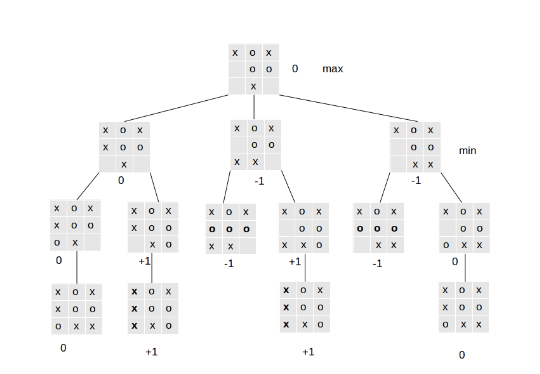 x o x
o o 0 max
x
x o x x o x x o x
x o o o o o o min
x x x x x
0 -1 -1
x o x x o x x o x x o x x o x x o x
x o o x o o o o o o o o o o o o
o x x o x x x x o x x o x x
0 +1 -1 +1 -1 0
x o x x o x x o x x o x
x o o x o o x o o x o o
o x x x x o x x o o x x
0 +1 +1 0